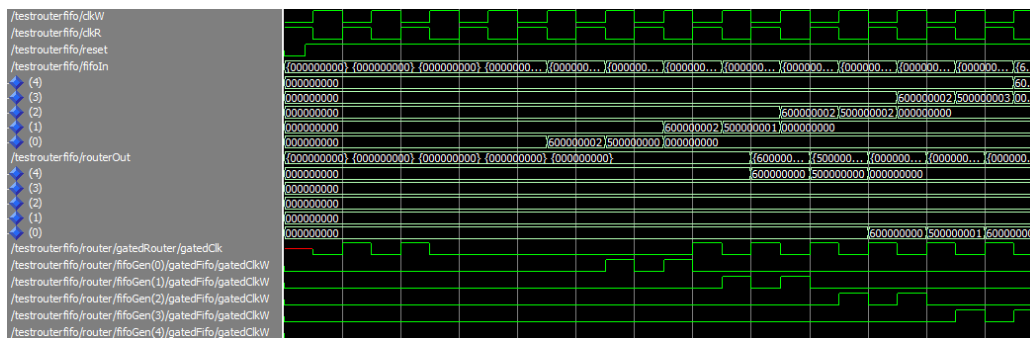 /testrouterfifo/clkW
/testrouterfifo/clkR
/testrouterfifo/reset
/testrouterfifo/fifoIn {000000000} {000000000} {000000000} {0000000... {000000... {000000... {000000... {000000... {000000... {000000... {000000... {000000... {6...
(4) 000000000 60...
(3) 000000000 600000002 500000003 00...
(2) 000000000 600000002 500000002 000000000
(1) 000000000 600000002 500000001 000000000
(0) 000000000 600000002 500000000 000000000
/testrouterfifo/routerOut {000000000} {000000000} {000000000} {000000000} {000000000} {600000... {500000... {000000... {000000... {000000...
(4) 000000000 600000000 500000000 000000000
(3) 000000000
(2) 000000000
(1) 000000000
(0) 000000000 600000000 500000001 6000000
/testrouterfifo/router/gatedRouter/gatedClk
/testrouterfifo/router/fifoGen(0)/gatedFifo/gatedClkW
/testrouterfifo/router/fifoGen(1)/gatedFifo/gatedClkW
/testrouterfifo/router/fifoGen(2)/gatedFifo/gatedClkW
/testrouterfifo/router/fifoGen(3)/gatedFifo/gatedClkW
/testrouterfifo/router/fifoGen(4)/gatedFifo/gatedClkW